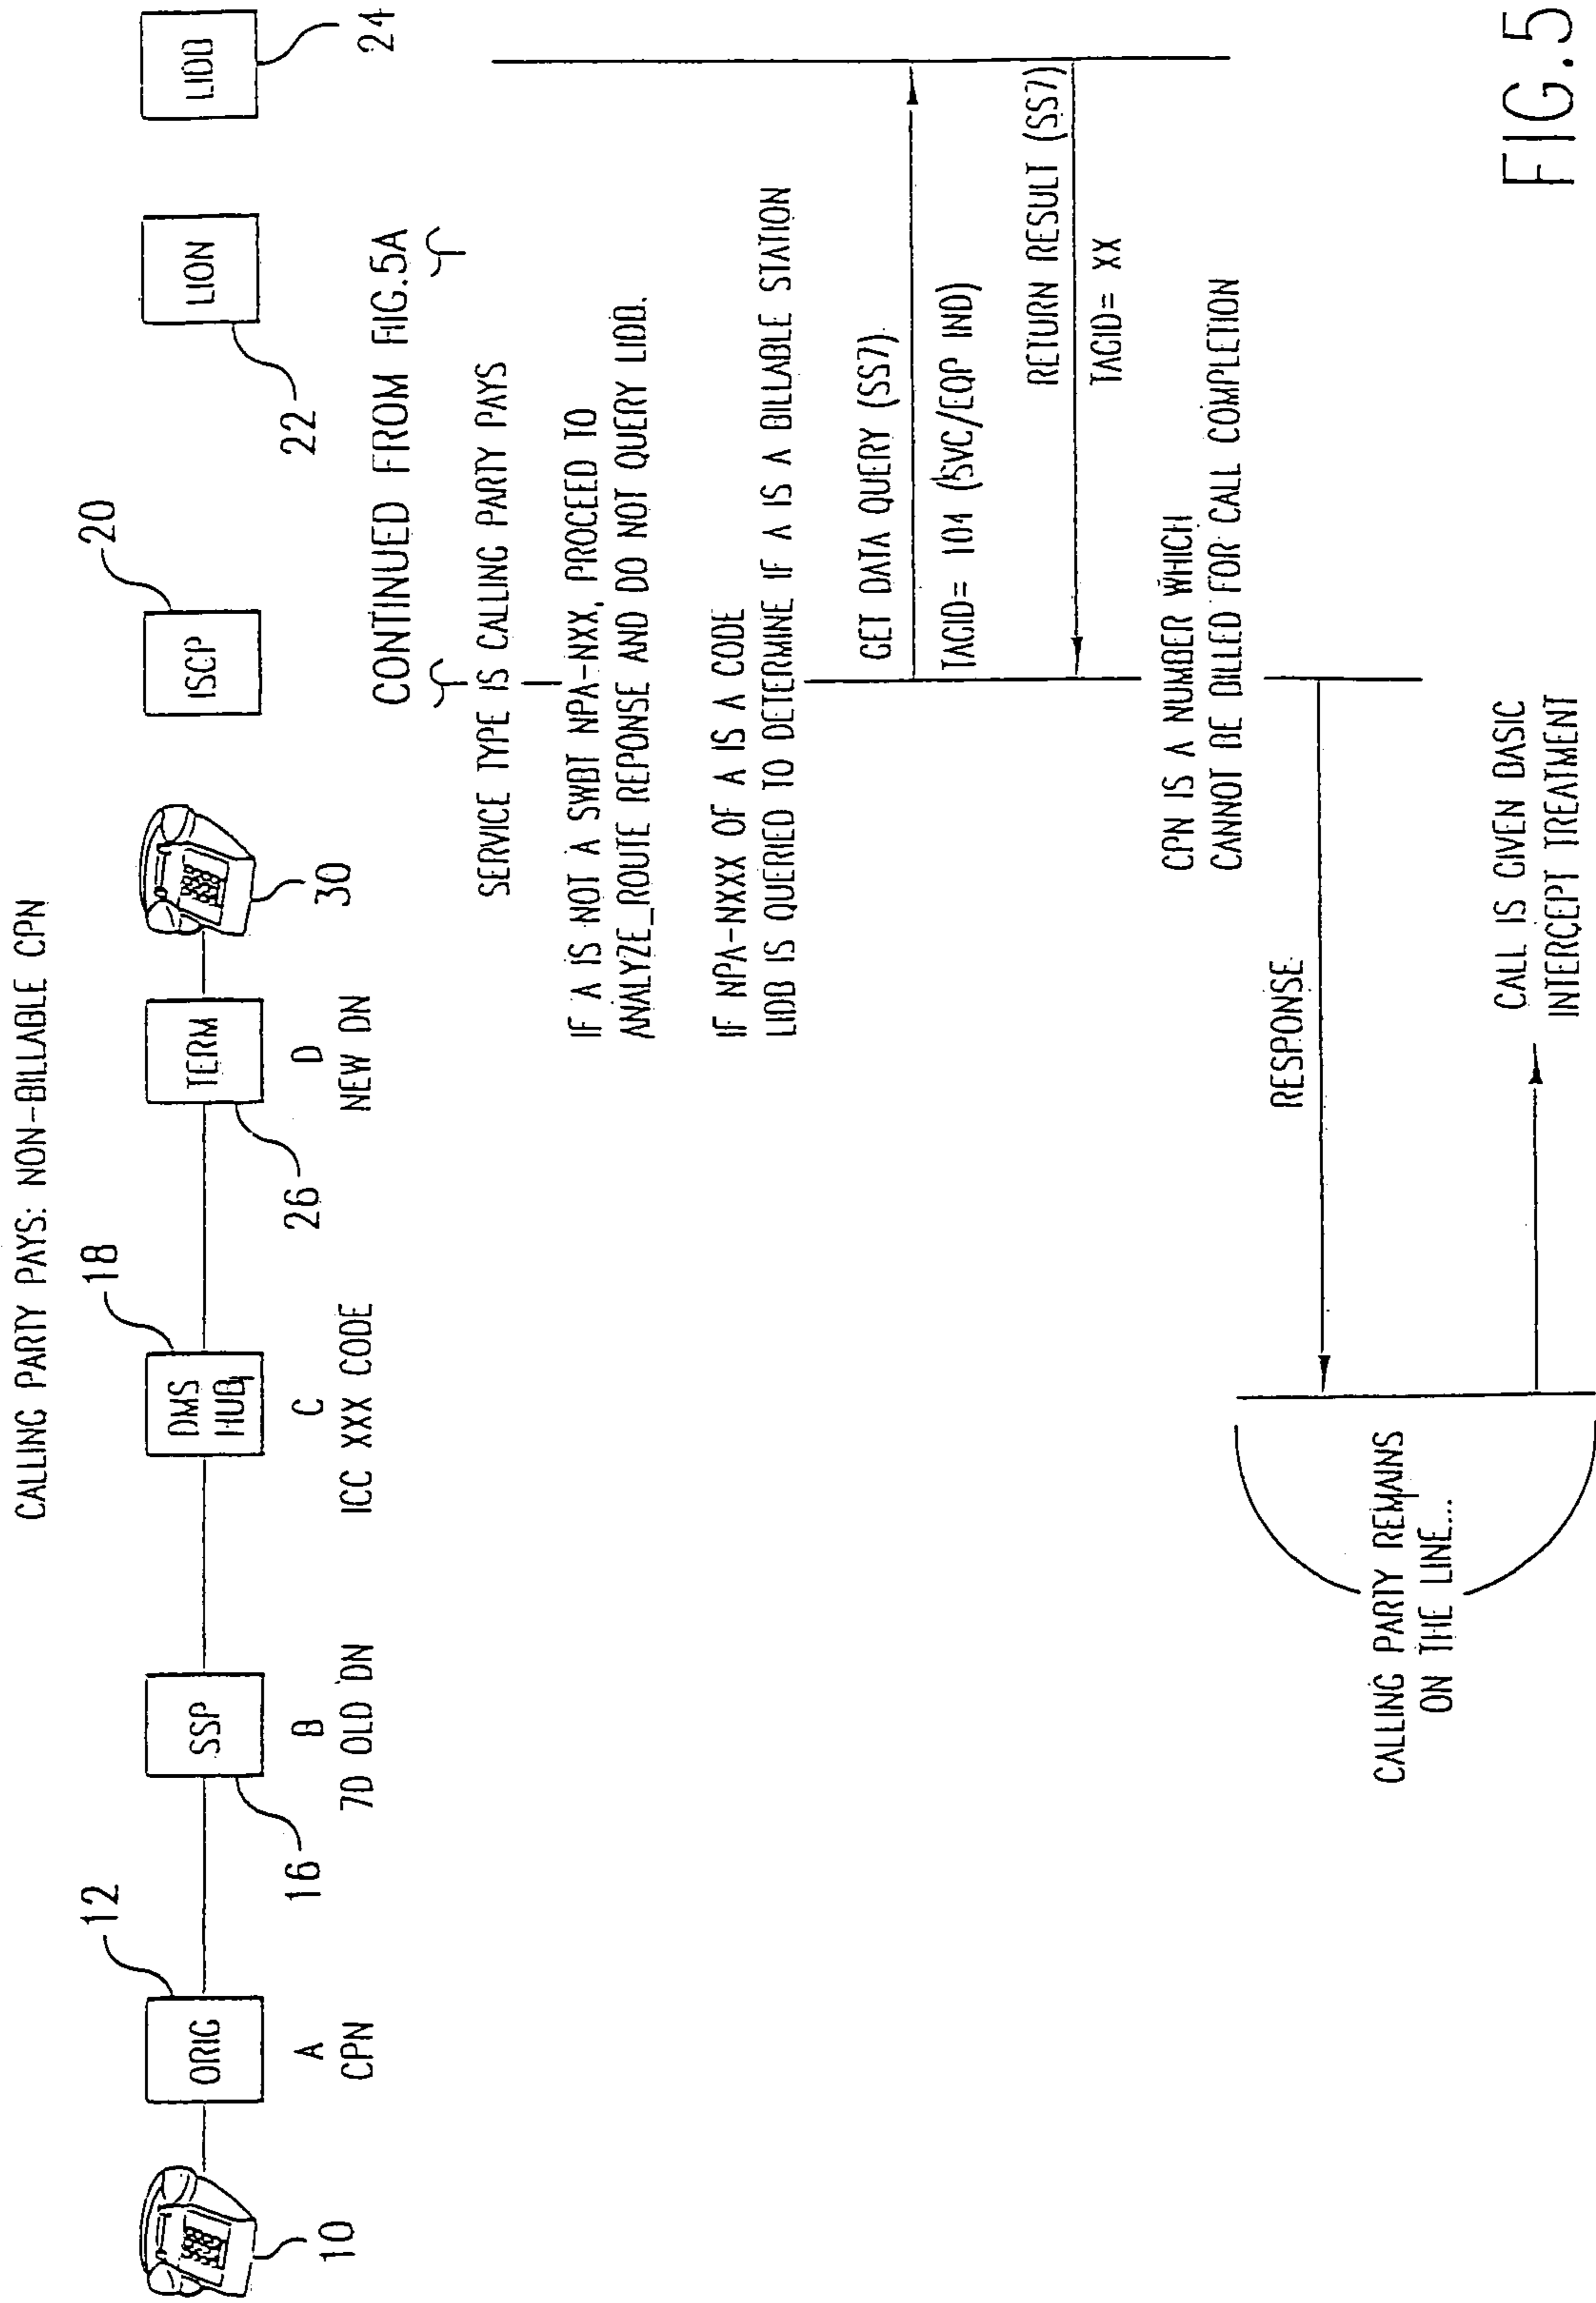 CALLING PARTY PAYS: NON-BILLABLE CPN
10
ORIG
12
A
CPN
SSP
16
B
7D OLD DN
DMS
HUB
18
C
ICC XXX CODE
TERM
26
D
NEW DN
30
ISCP
20
LION
22
LIDB
24
CONTINUED FROM FIG.5A
SERVICE TYPE IS CALLING PARTY PAYS
IF A IS NOT A SWBT NPA-NXX, PROCEED TO
ANALYZE_ROUTE REPONSE AND DO NOT QUERY LIDB.
IF NPA-NXXX OF A IS A CODE
LIDB IS QUERIED TO DETERMINE IF A IS A BILLABLE STATION
GET DATA QUERY (SS7)
TAGID= 104 (SVC/EQP IND)
RETURN RESULT (SS7)
TAGID= XX
CPN IS A NUMBER WHICH
CANNOT BE BILLED FOR CALL COMPLETION
RESPONSE
CALLING PARTY REMAINS
ON THE LINE...
CALL IS GIVEN BASIC
INTERCEPT TREATMENT
FIG.5